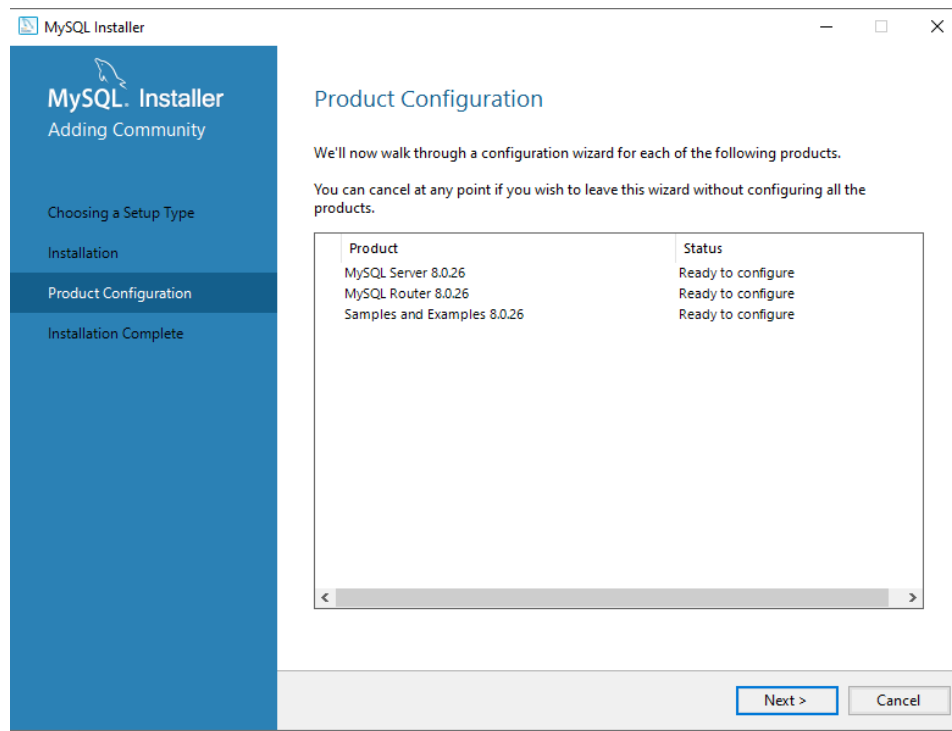 MySQL Installer
MySQL. Installer
Adding Community
Choosing a Setup Type
Installation
Product Configuration
Installation Complete
Product Configuration
We'll now walk through a configuration wizard for each of the following products.
You can cancel at any point if you wish to leave this wizard without configuring all the
products.
Product Status
MySQL Server 8.0.26 Ready to configure
MySQL Router 8.0.26 Ready to configure
Samples and Examples 8.0.26 Ready to configure
Next > Cancel